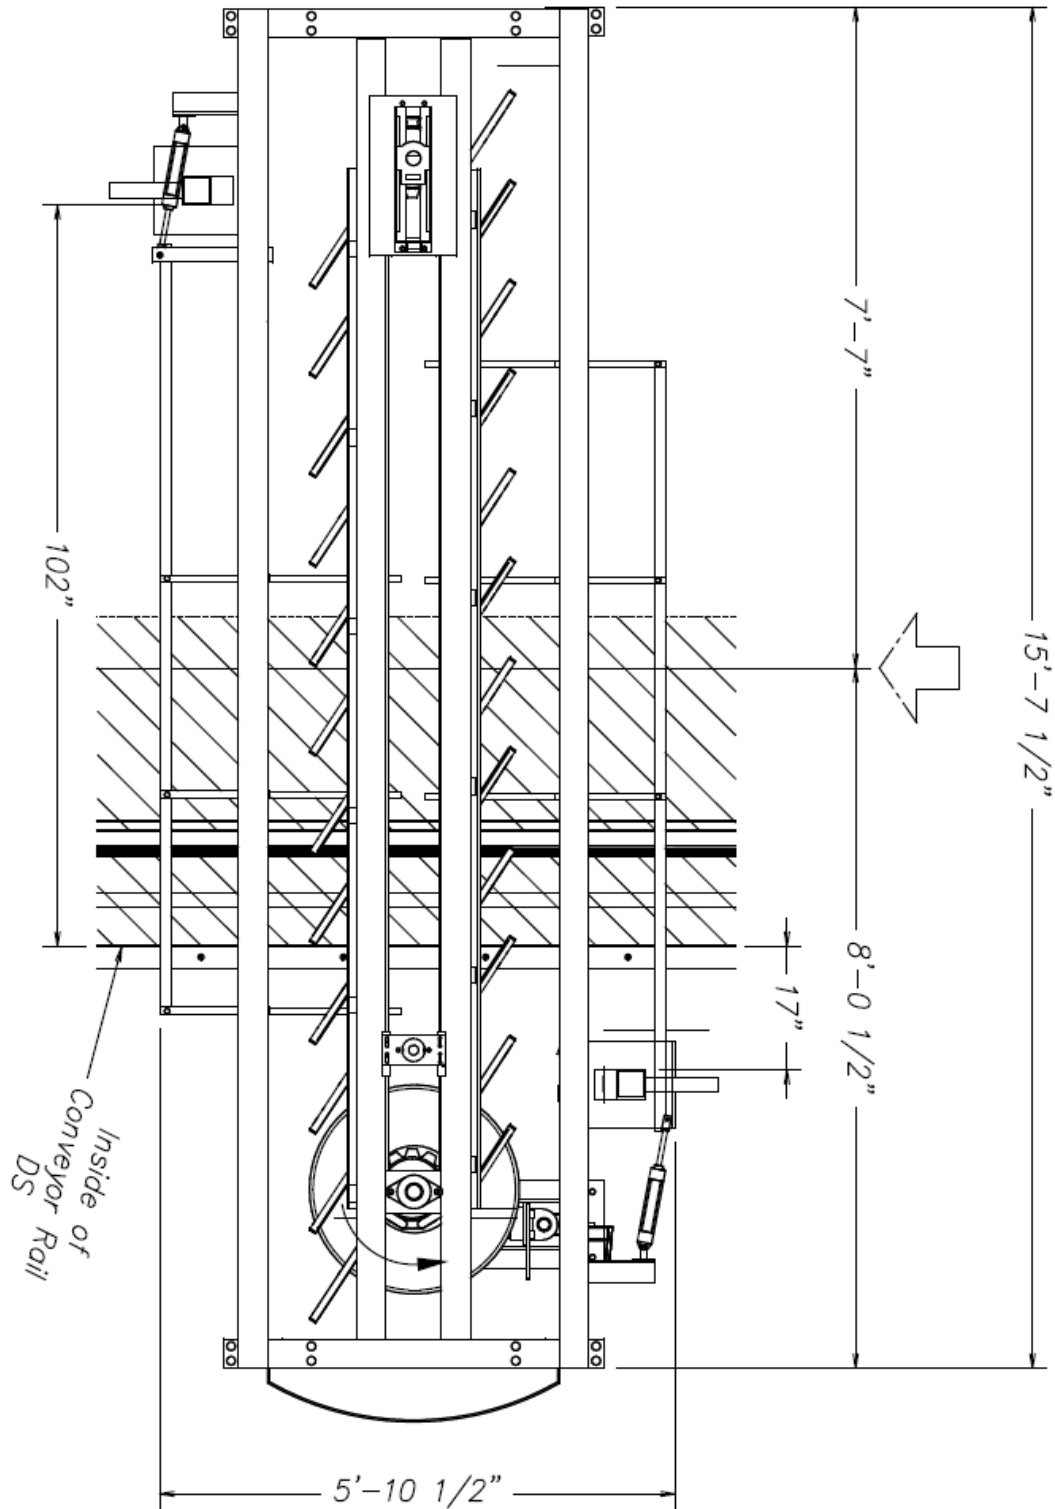 15'-7 1/2"
7'-7"
8'-0 1/2"
17"
102"
Inside of
Conveyor Rail
DS
5'-10 1/2"